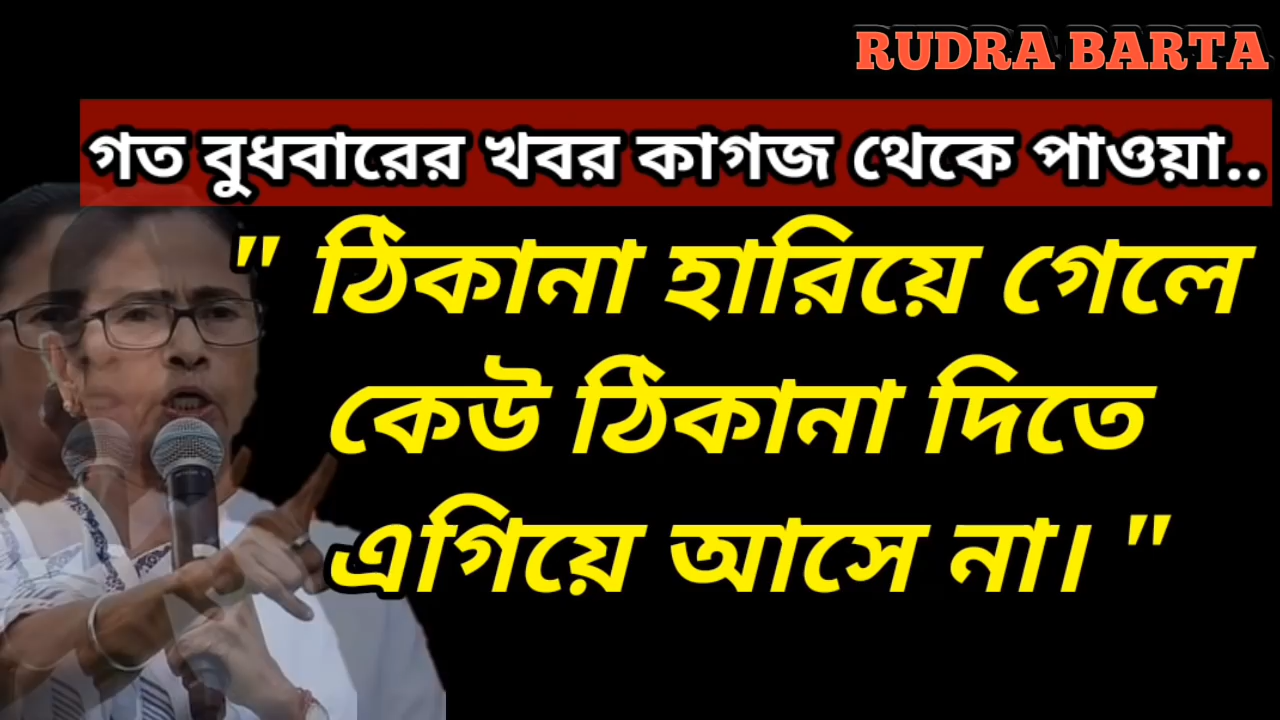 RUDRA BARTA
গত বুধবারের খবর কাগজ থেকে পাওয়া..
" ঠিকানা হারিয়ে গেলে
কেউ ঠিকানা দিতে
এগিয়ে আসে না। "